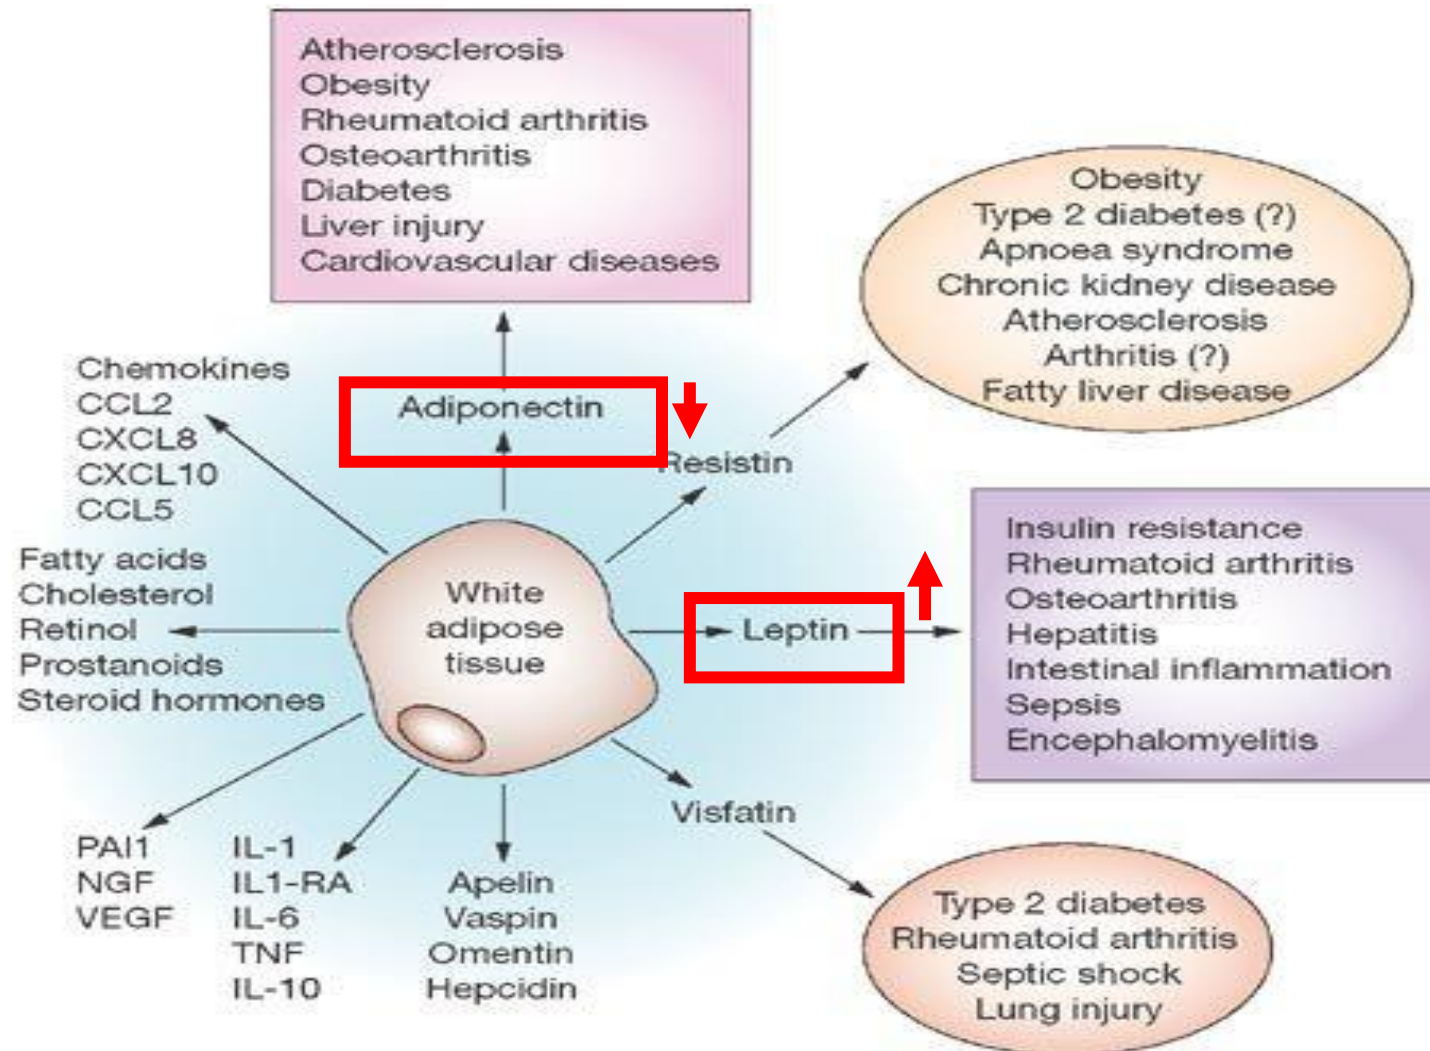 Atherosclerosis
Obesity
Rheumatoid arthritis
Osteoarthritis
Diabetes
Liver injury
Cardiovascular diseases
Obesity
Type 2 diabetes (?)
Apnoea syndrome
Chronic kidney disease
Atherosclerosis
Arthritis (?)
Fatty liver disease
Chemokines
CCL2
CXCL8
CXCL10
CCL5
Adiponectin
Resistin
Fatty acids
Cholesterol
Retinol
Prostanoids
Steroid hormones
White
adipose
tissue
Leptin
Insulin resistance
Rheumatoid arthritis
Osteoarthritis
Hepatitis
Intestinal inflammation
Sepsis
Encephalomyelitis
Visfatin
PAI1
NGF
VEGF
IL-1
IL1-RA
IL-6
TNF
IL-10
Apelin
Vaspin
Omentin
Hepcidin
Type 2 diabetes
Rheumatoid arthritis
Septic shock
Lung injury